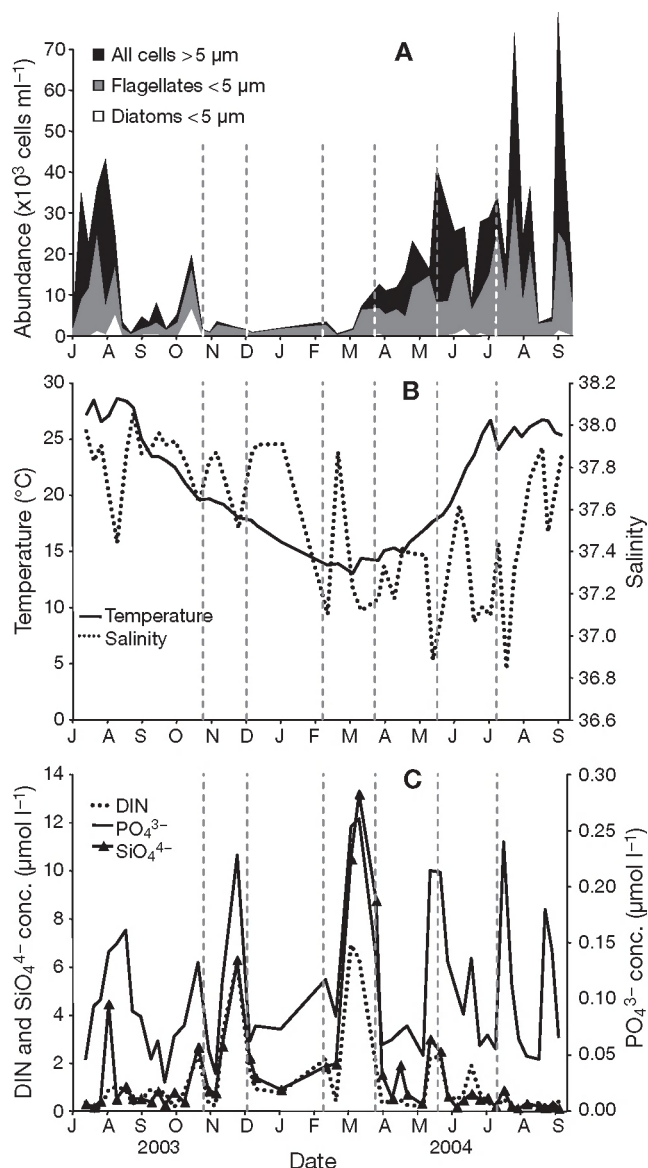 A
All cells >5 µm
Flagellates <5 µm
Diatoms <5 µm
Abundance (x10³ cells ml⁻¹)
70
60
50
40
30
20
10
0
J A S O N D F M A M J J A S
B
Temperature (°C)
30
25
20
15
10
5
0
Salinity
38.2
38.0
37.8
37.6
37.4
37.2
37.0
36.8
36.6
Temperature
Salinity
J A S O N D F M A M J J A S
C
DIN
PO₄³⁻
SiO₄⁴⁻
DIN and SiO₄⁴⁻ conc. (µmol l⁻¹)
14
12
10
8
6
4
2
0
PO₄³⁻ conc. (µmol l⁻¹)
0.30
0.25
0.20
0.15
0.10
0.05
0.00
J A S O N D F M A M J J A S
2003 2004
Date